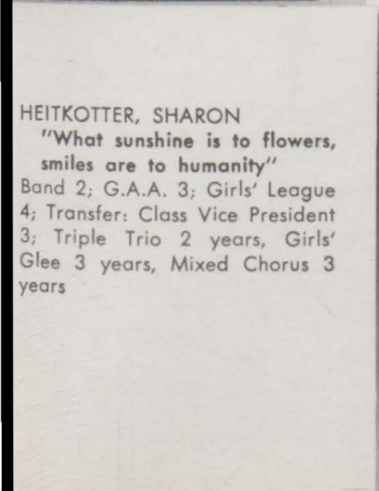 HEITKOTTER, SHARON
"What sunshine is to flowers,
smiles are to humanity"
Band 2; G.A.A. 3; Girls' League
4; Transfer: Class Vice President
3; Triple Trio 2 years, Girls'
Glee 3 years, Mixed Chorus 3
years